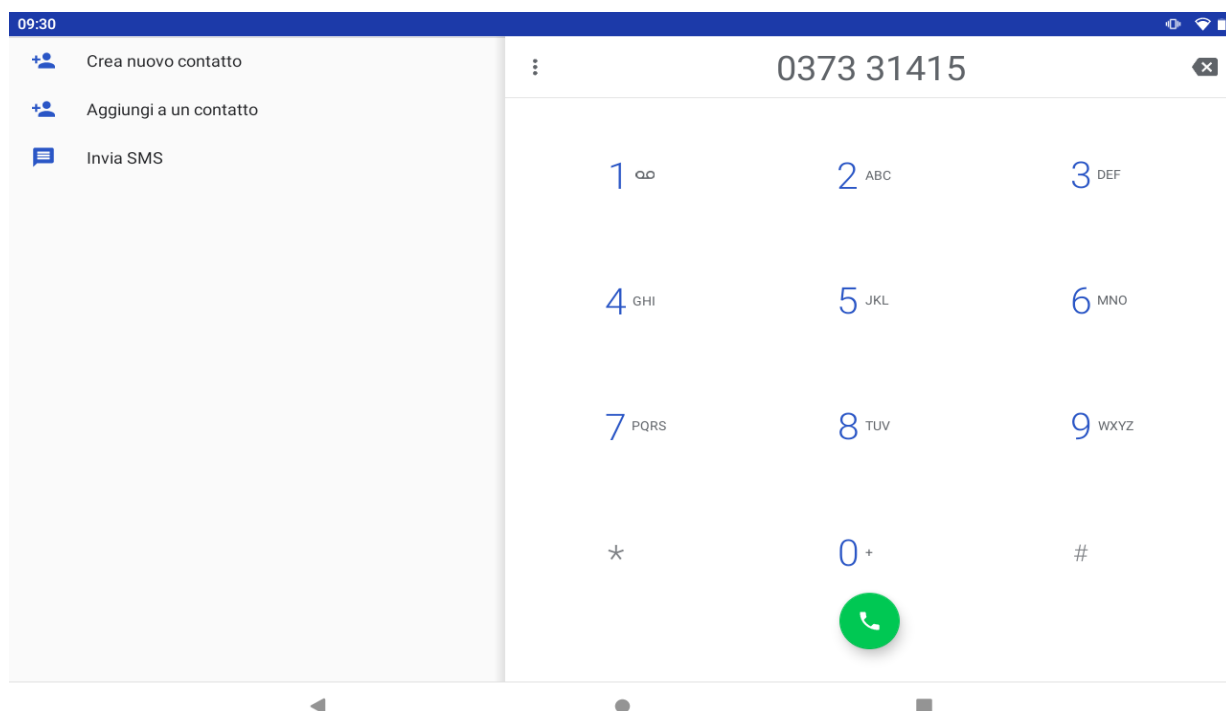 09:30
Crea nuovo contatto
Aggiungi a un contatto
Invia SMS
0373 31415
1
2 ABC
3 DEF
4 GHI
5 JKL
6 MNO
7 PQRS
8 TUV
9 WXYZ
*
0 +
#